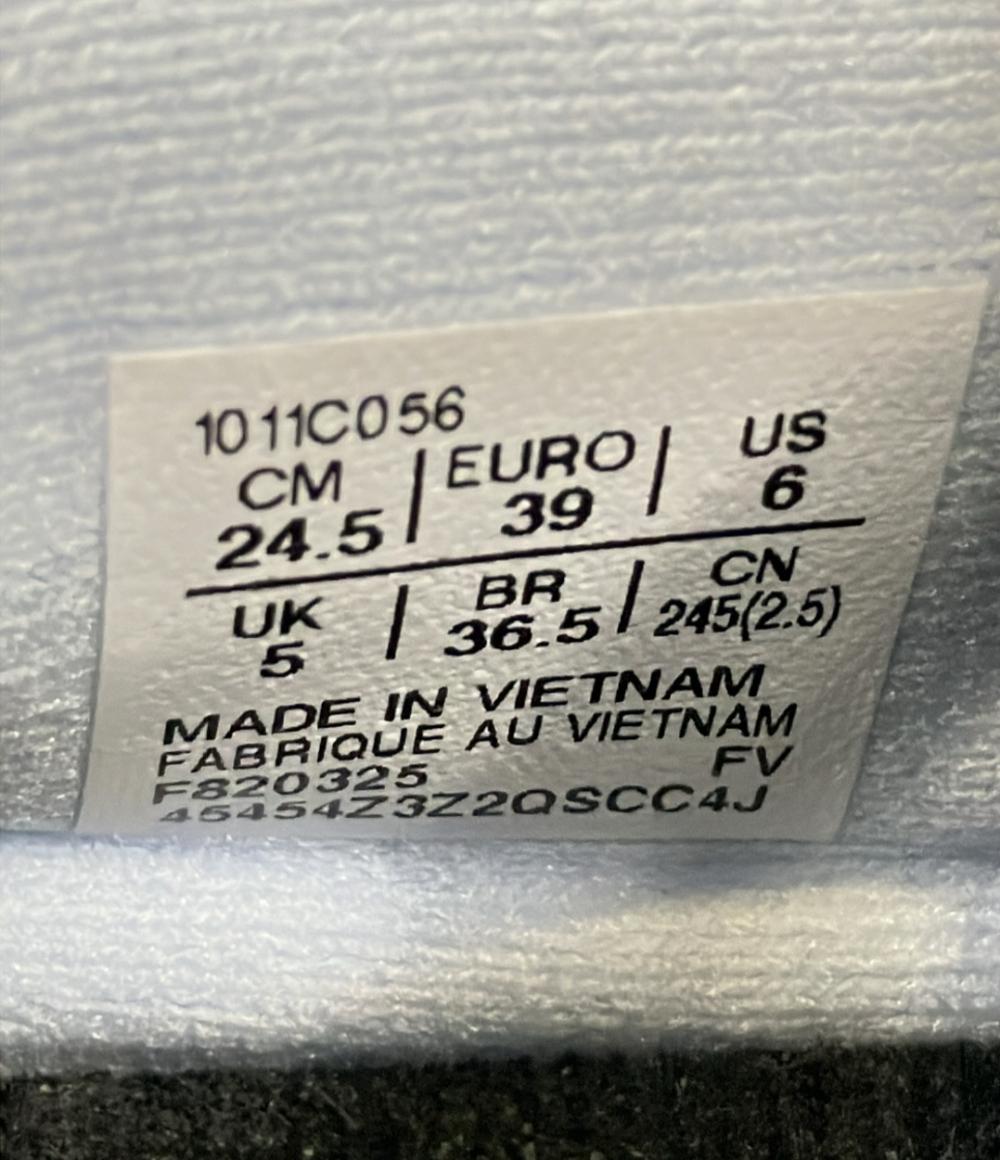 1011C056
CM | EURO | US
24.5 | 39 | 6
UK | BR | CN
5 | 36.5 | 245(2.5)
MADE IN VIETNAM
FABRIQUE AU VIETNAM
F820325 FV
45454Z3Z2QSCC4J